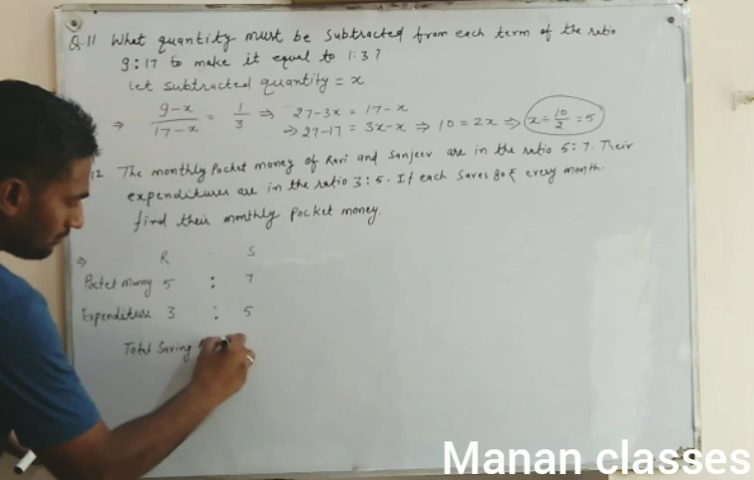 Q.11 What quantity must be subtracted from each term of the ratio
9:17 to make it equal to 1:3?
Let subtracted quantity = x
⇒ 9-x/17-x = 1/3 ⇒ 27-3x = 17-x
⇒ 27-17 = 3x-x ⇒ 10 = 2x ⇒ x = 10/2 = 5
12 The monthly Pocket money of Ravi and Sanjeev are in the ratio 5:7. Their
expenditures are in the ratio 3:5. If each saves 80₹ every month.
find their monthly Pocket money.
⇒ R : S
Pocket Money 5 : 7
Expenditure 3 : 5
Total Saving
Manan classes